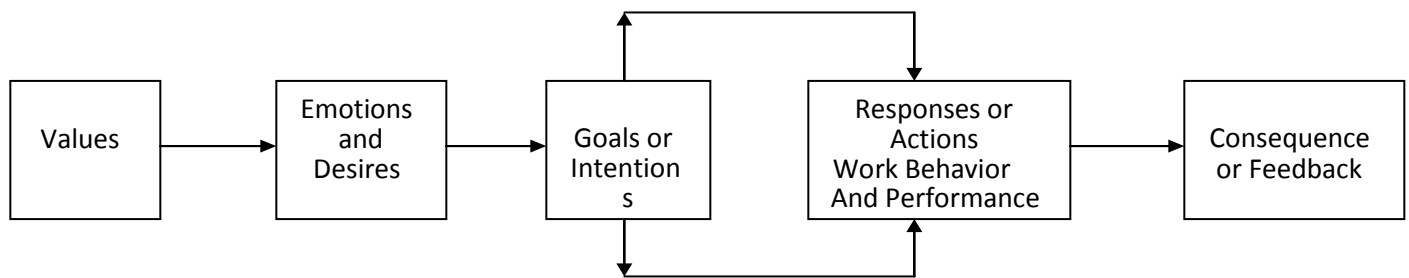 Values
Emotions
and
Desires
Goals or
Intention
s
Responses or
Actions
Work Behavior
And Performance
Consequence
or Feedback